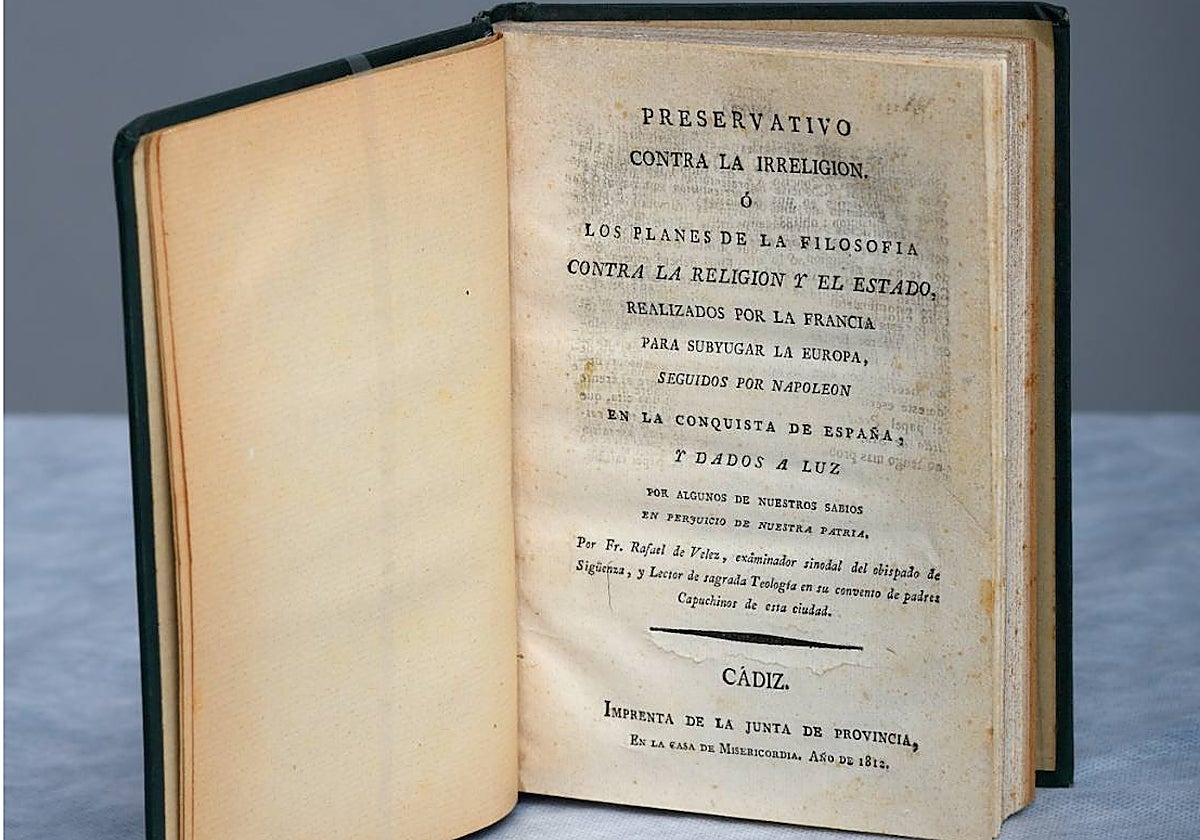 PRESERVATIVO
CONTRA LA IRRELIGION.
Ó
LOS PLANES DE LA FILOSOFIA
CONTRA LA RELIGION Y EL ESTADO,
REALIZADOS POR LA FRANCIA
PARA SUBYUGAR LA EUROPA,
SEGUIDOS POR NAPOLEON
EN LA CONQUISTA DE ESPAÑA,
Y DADOS A LUZ
POR ALGUNOS DE NUESTROS SABIOS
EN PERJUICIO DE NUESTRA PATRIA.
Por Fr. Rafael de Velez, exâminador sinodal del obispado de
Sigüenza, y Lector de sagrada Teología en su convento de padres
Capuchinos de esta ciudad.
CÁDIZ.
IMPRENTA DE LA JUNTA DE PROVINCIA,
EN LA CASA DE MISERICORDIA. AÑO DE 1812.